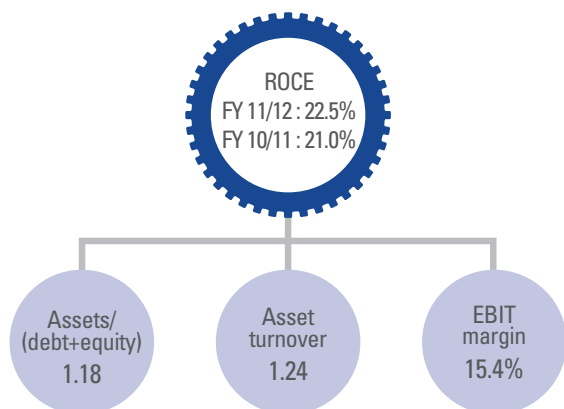 ROCE
FY 11/12 : 22.5%
FY 10/11 : 21.0%
Assets/
(debt+equity)
1.18
Asset
turnover
1.24
EBIT
margin
15.4%